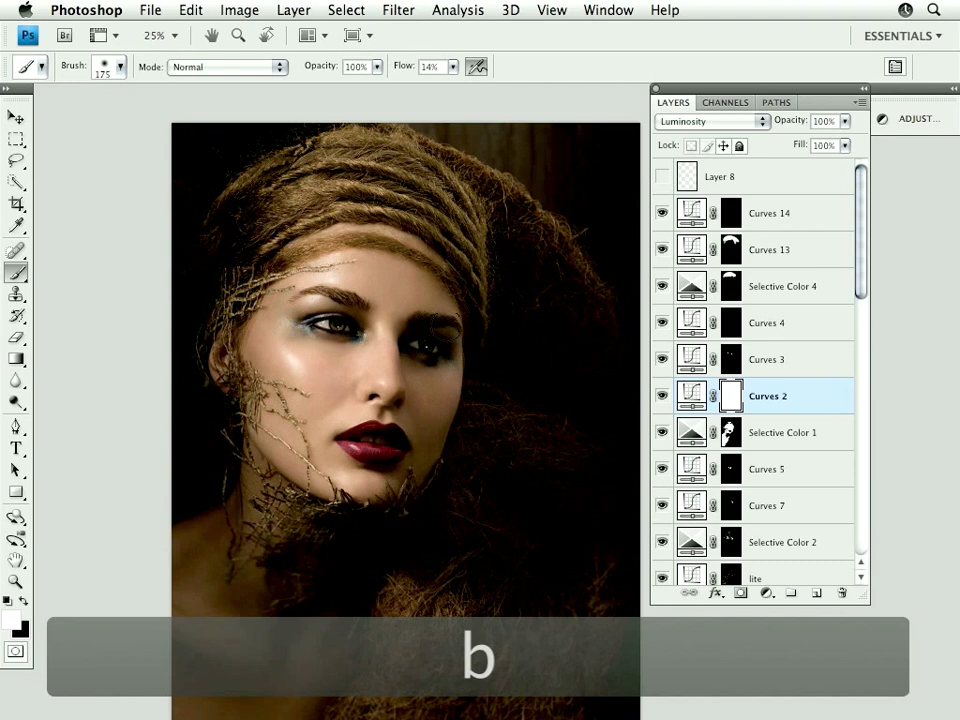 Photoshop File Edit Image Layer Select Filter Analysis 3D View Window Help
Ps Br 25% ESSENTIALS
Brush: 175 Mode: Normal Opacity: 100% Flow: 14%
LAYERS CHANNELS PATHS
Luminosity Opacity: 100%
Lock: Fill: 100%
ADJUST...
Layer 8
Curves 14
Curves 13
Selective Color 4
Curves 4
Curves 3
Curves 2
Selective Color 1
Curves 5
Curves 7
Selective Color 2
lite
fx
T
b